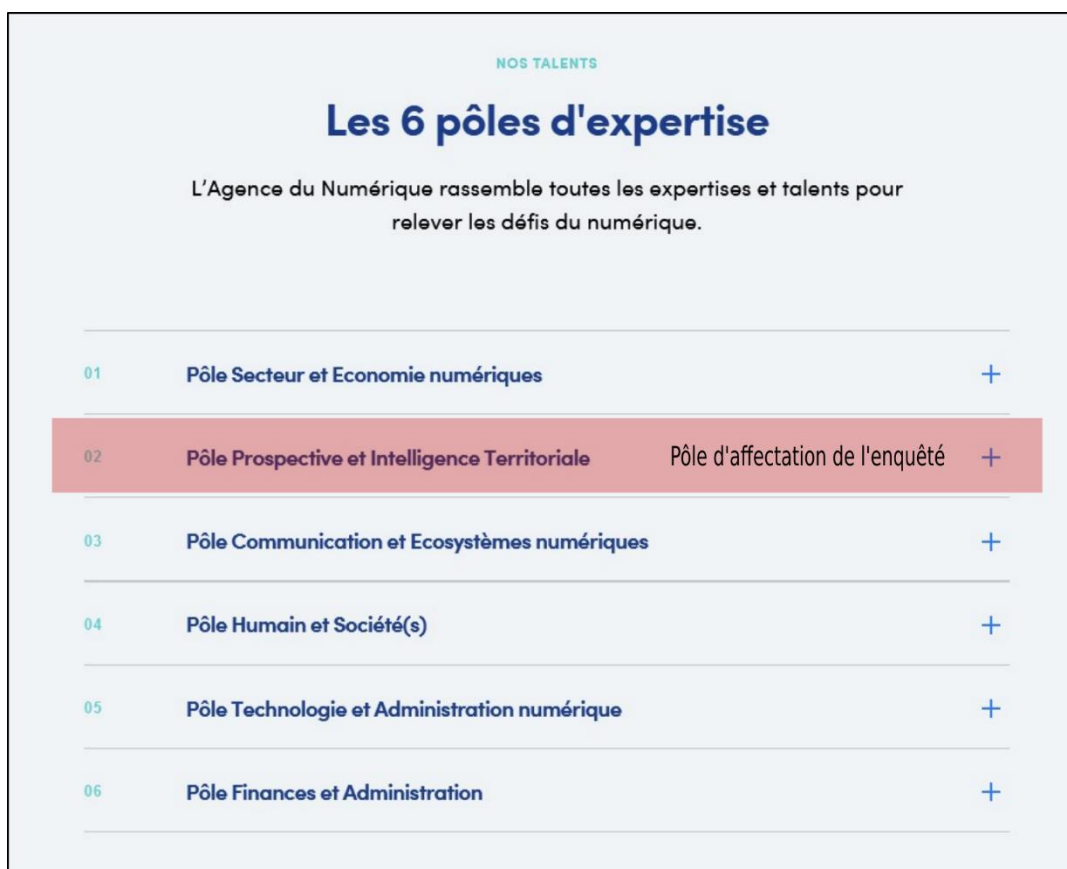 NOS TALENTS
Les 6 pôles d'expertise
L'Agence du Numérique rassemble toutes les expertises et talents pour
relever les défis du numérique.
01 Pôle Secteur et Economie numériques +
02 Pôle Prospective et Intelligence Territoriale Pôle d'affectation de l'enquêté +
03 Pôle Communication et Ecosystèmes numériques +
04 Pôle Humain et Société(s) +
05 Pôle Technologie et Administration numérique +
06 Pôle Finances et Administration +